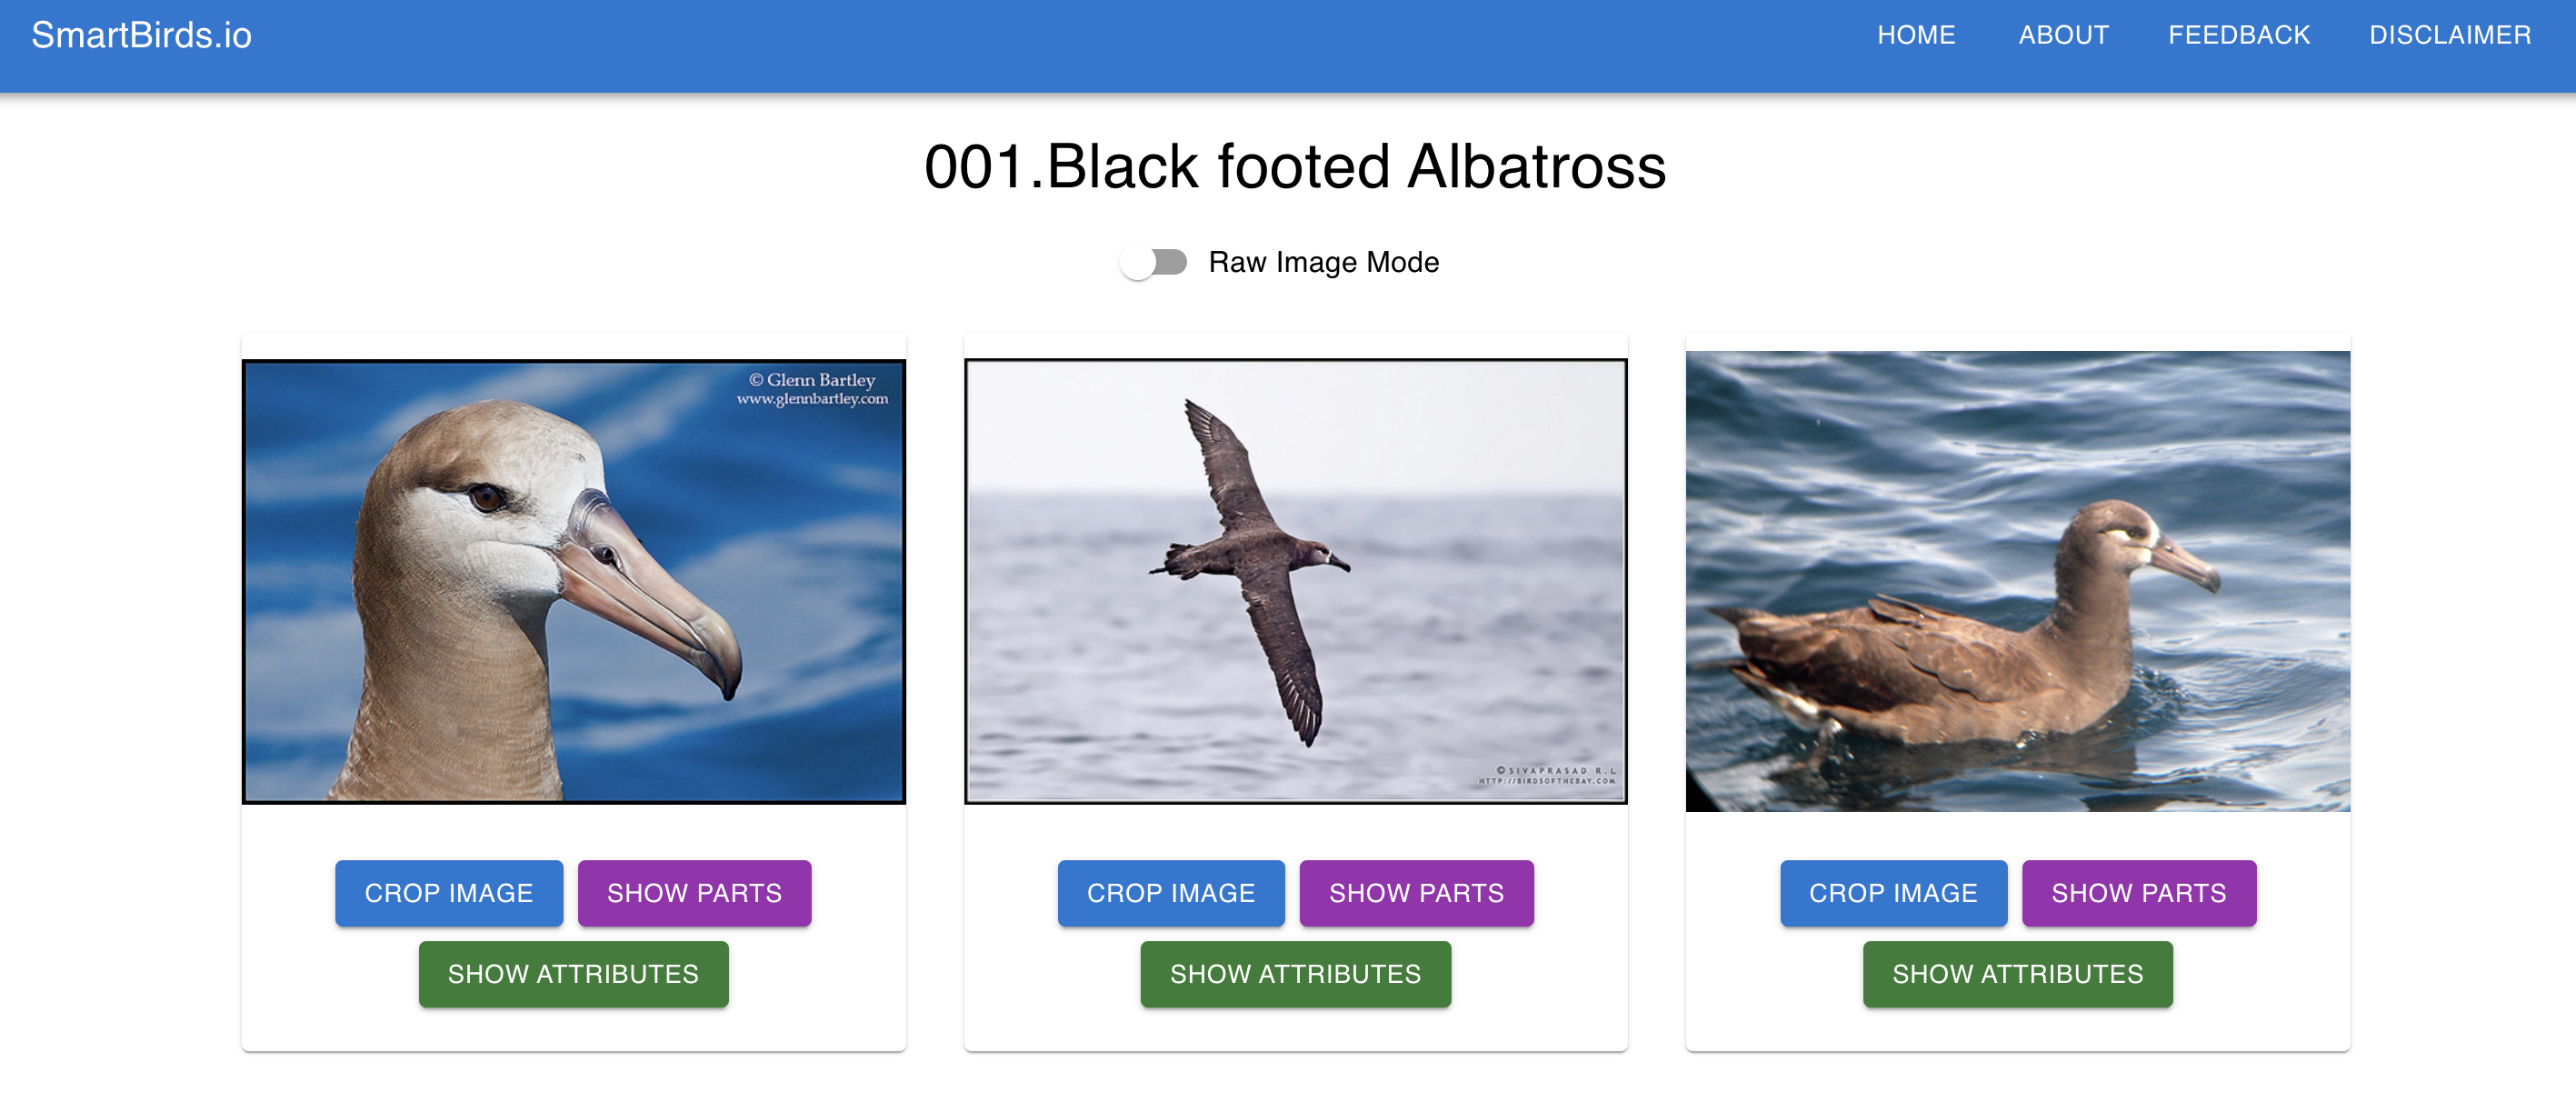 SmartBirds.io
HOME ABOUT FEEDBACK DISCLAIMER
001.Black footed Albatross
Raw Image Mode
© Glenn Bartley
www.glennbartley.com
© SIVAPRASAD R.L
HTTP://BIRDSOFTHEBAY.COM
CROP IMAGE SHOW PARTS
SHOW ATTRIBUTES
CROP IMAGE SHOW PARTS
SHOW ATTRIBUTES
CROP IMAGE SHOW PARTS
SHOW ATTRIBUTES